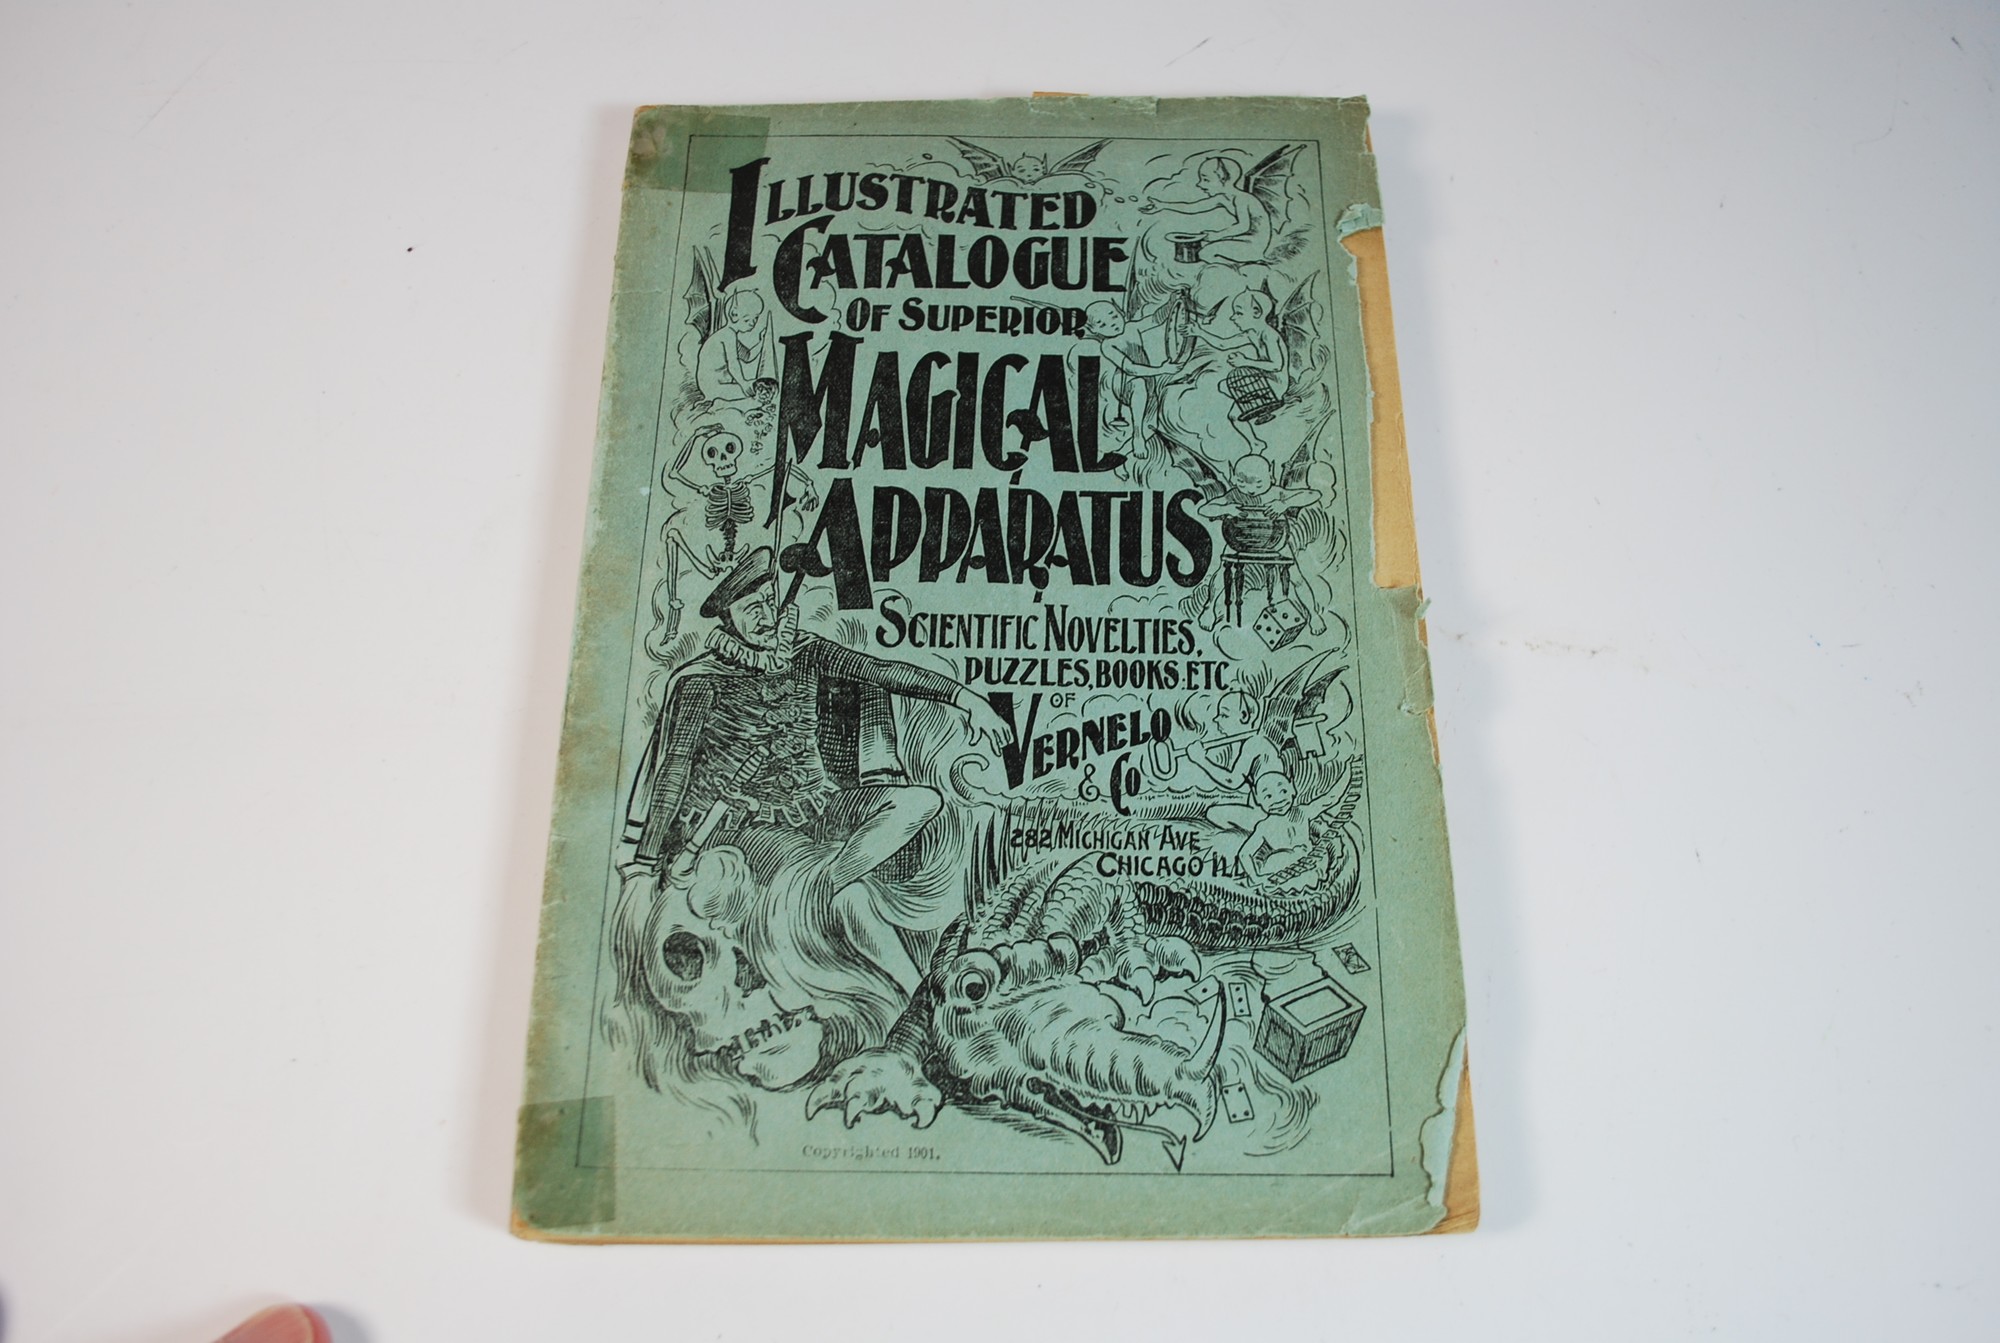 ILLUSTRATED
CATALOGUE
OF SUPERIOR
MAGICAL
APPARATUS
SCIENTIFIC NOVELTIES,
PUZZLES, BOOKS. ETC.
OF
VERNELO
& CO
282 MICHIGAN AVE
CHICAGO ILL
Copyrighted 1901.